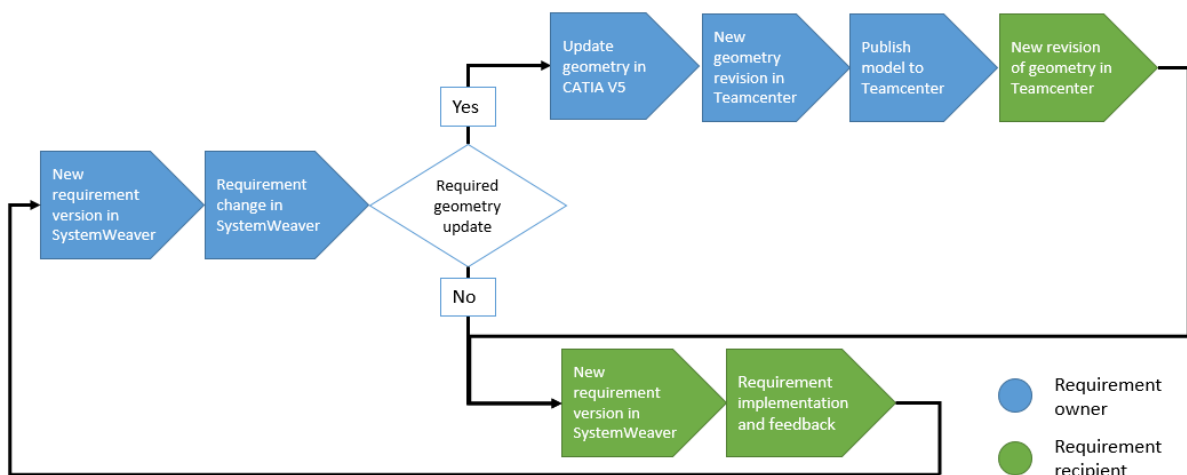 Update
geometry in
CATIA V5
New
geometry
revision in
Teamcenter
Publish
model to
Teamcenter
New revision
of geometry in
Teamcenter
Yes
New
requirement
version in
SystemWeaver
Requirement
change in
SystemWeaver
Required
geometry
update
No
New
requirement
version in
SystemWeaver
Requirement
implementation
and feedback
Requirement
owner
Requirement
recipient